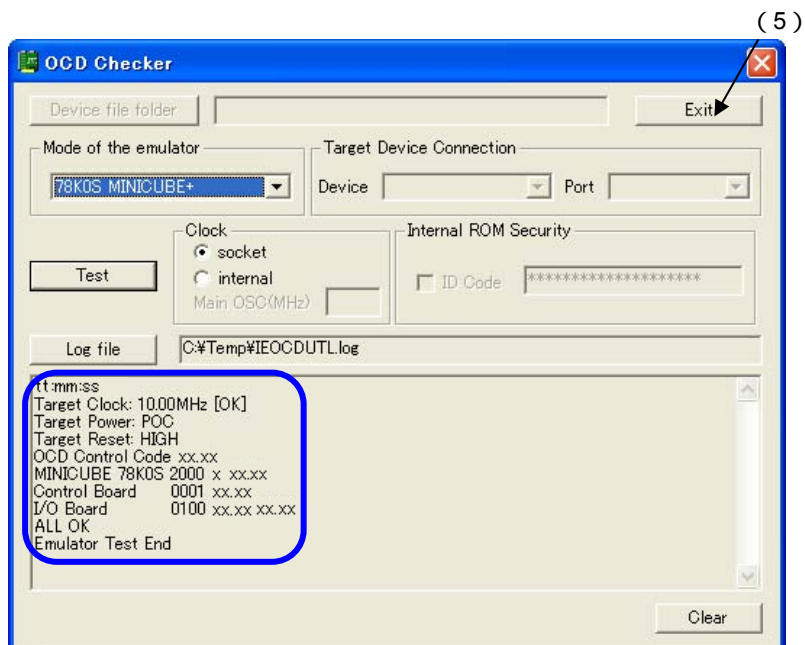 (5)
OCD Checker
Device file folder
Exit
Mode of the emulator
Target Device Connection
78K0S MINICUBE+
Device
Port
Clock
Internal ROM Security
socket
Test
internal
ID Code
********************
Main OSC(MHz)
Log file
C:¥Temp¥IEOCDUTL.log
tt:mm:ss
Target Clock: 10.00MHz [OK]
Target Power: POC
Target Reset: HIGH
OCD Control Code xx.xx
MINICUBE 78K0S 2000 x xx.xx
Control Board 0001 xx.xx
I/O Board 0100 xx.xx xx.xx
ALL OK
Emulator Test End
Clear